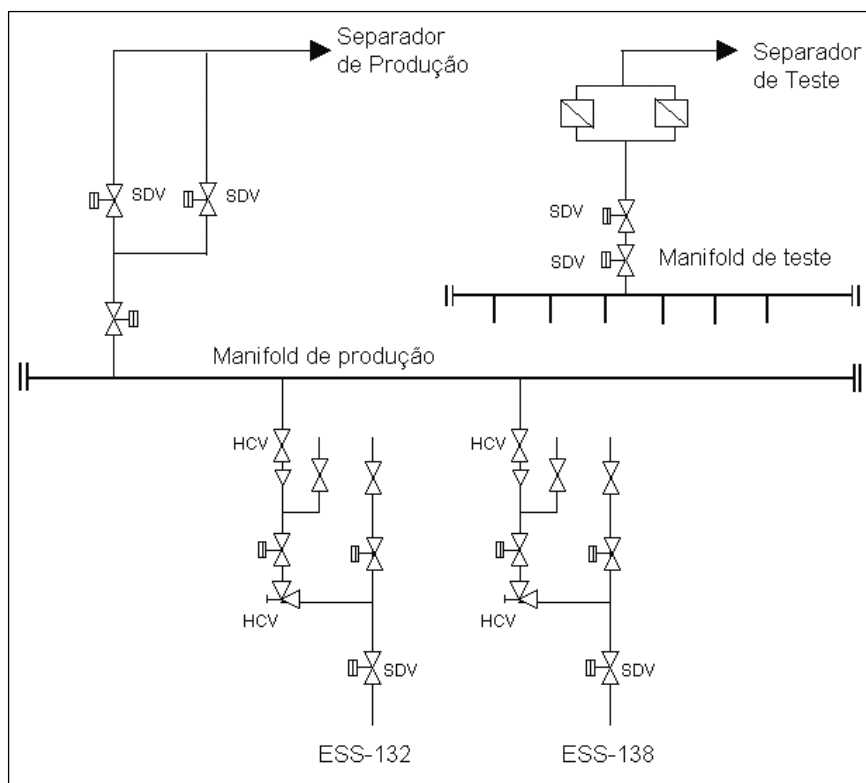 Separador
de Produção
Separador
de Teste
SDV
SDV
SDV
SDV
Manifold de teste
Manifold de produção
HCV
HCV
HCV
HCV
SDV
SDV
ESS-132
ESS-138